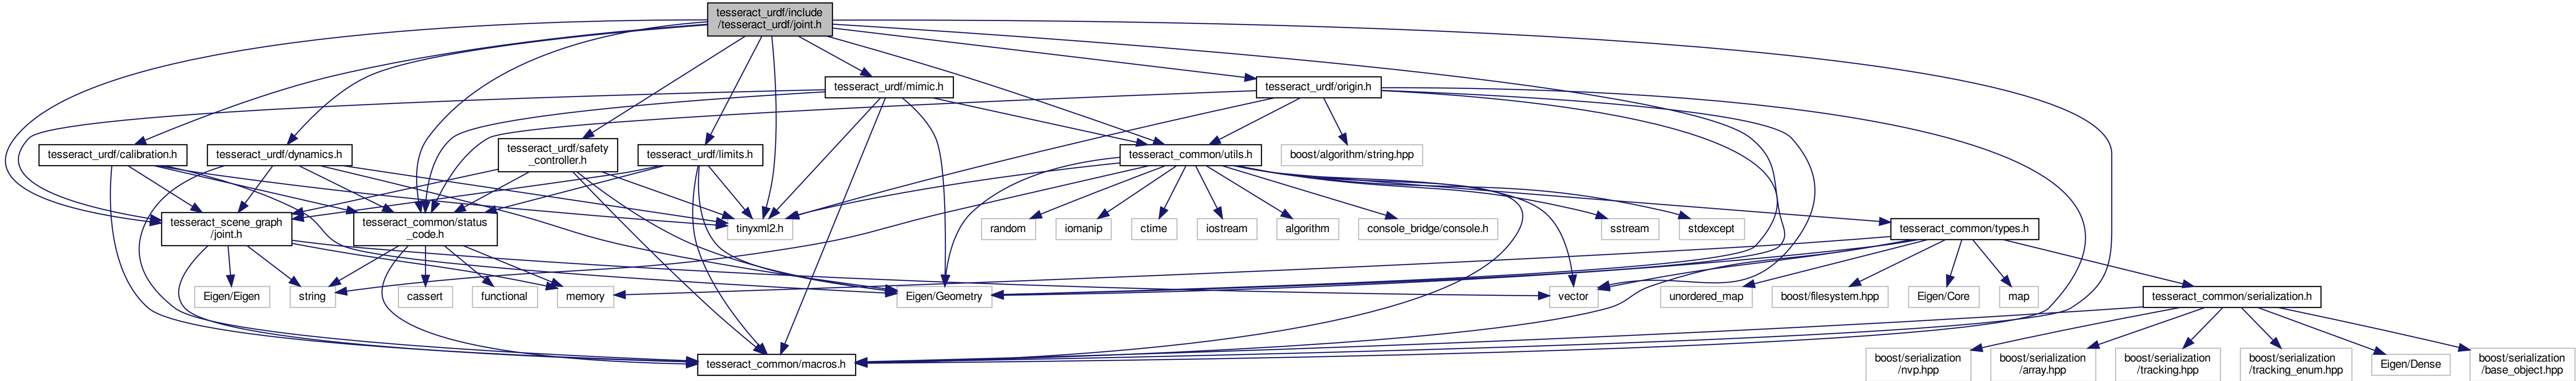 tesseract_urdf/include
/tesseract_urdf/joint.h
tesseract_urdf/mimic.h
tesseract_urdf/origin.h
tesseract_urdf/calibration.h
tesseract_urdf/dynamics.h
tesseract_urdf/safety
_controller.h
tesseract_urdf/limits.h
tesseract_common/utils.h
boost/algorithm/string.hpp
tesseract_scene_graph
/joint.h
tesseract_common/status
_code.h
tinyxml2.h
random
iomanip
ctime
iostream
algorithm
console_bridge/console.h
sstream
stdexcept
tesseract_common/types.h
Eigen/Eigen
string
cassert
functional
memory
Eigen/Geometry
vector
unordered_map
boost/filesystem.hpp
Eigen/Core
map
tesseract_common/serialization.h
tesseract_common/macros.h
boost/serialization
/nvp.hpp
boost/serialization
/array.hpp
boost/serialization
/tracking.hpp
boost/serialization
/tracking_enum.hpp
Eigen/Dense
boost/serialization
/base_object.hpp